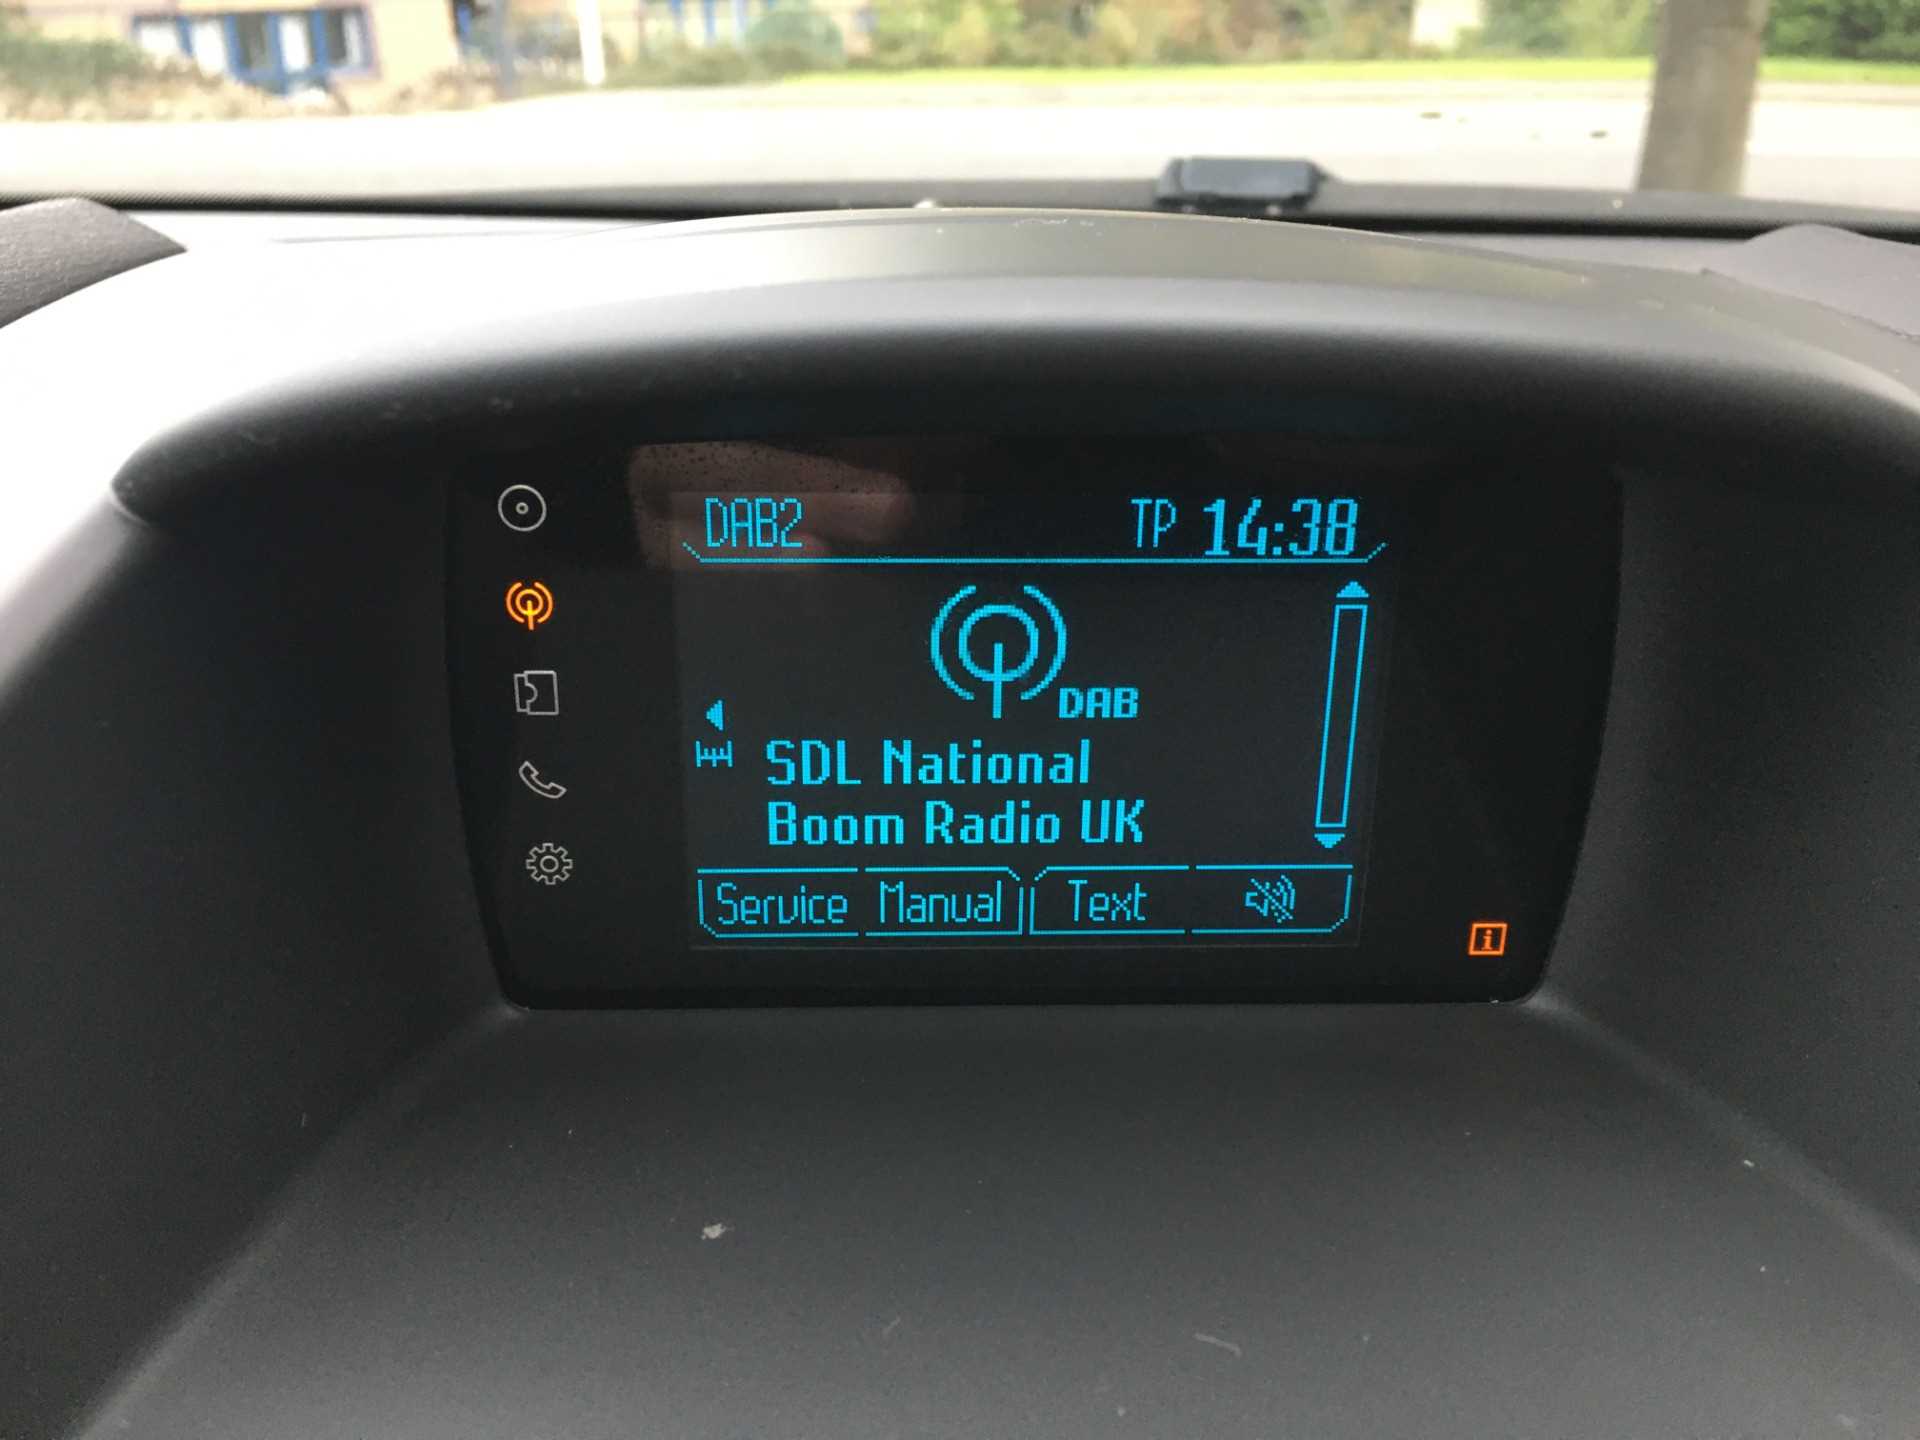 DAB2 TP 14:38
DAB
SDL National
Boom Radio UK
Service Manual Text
i